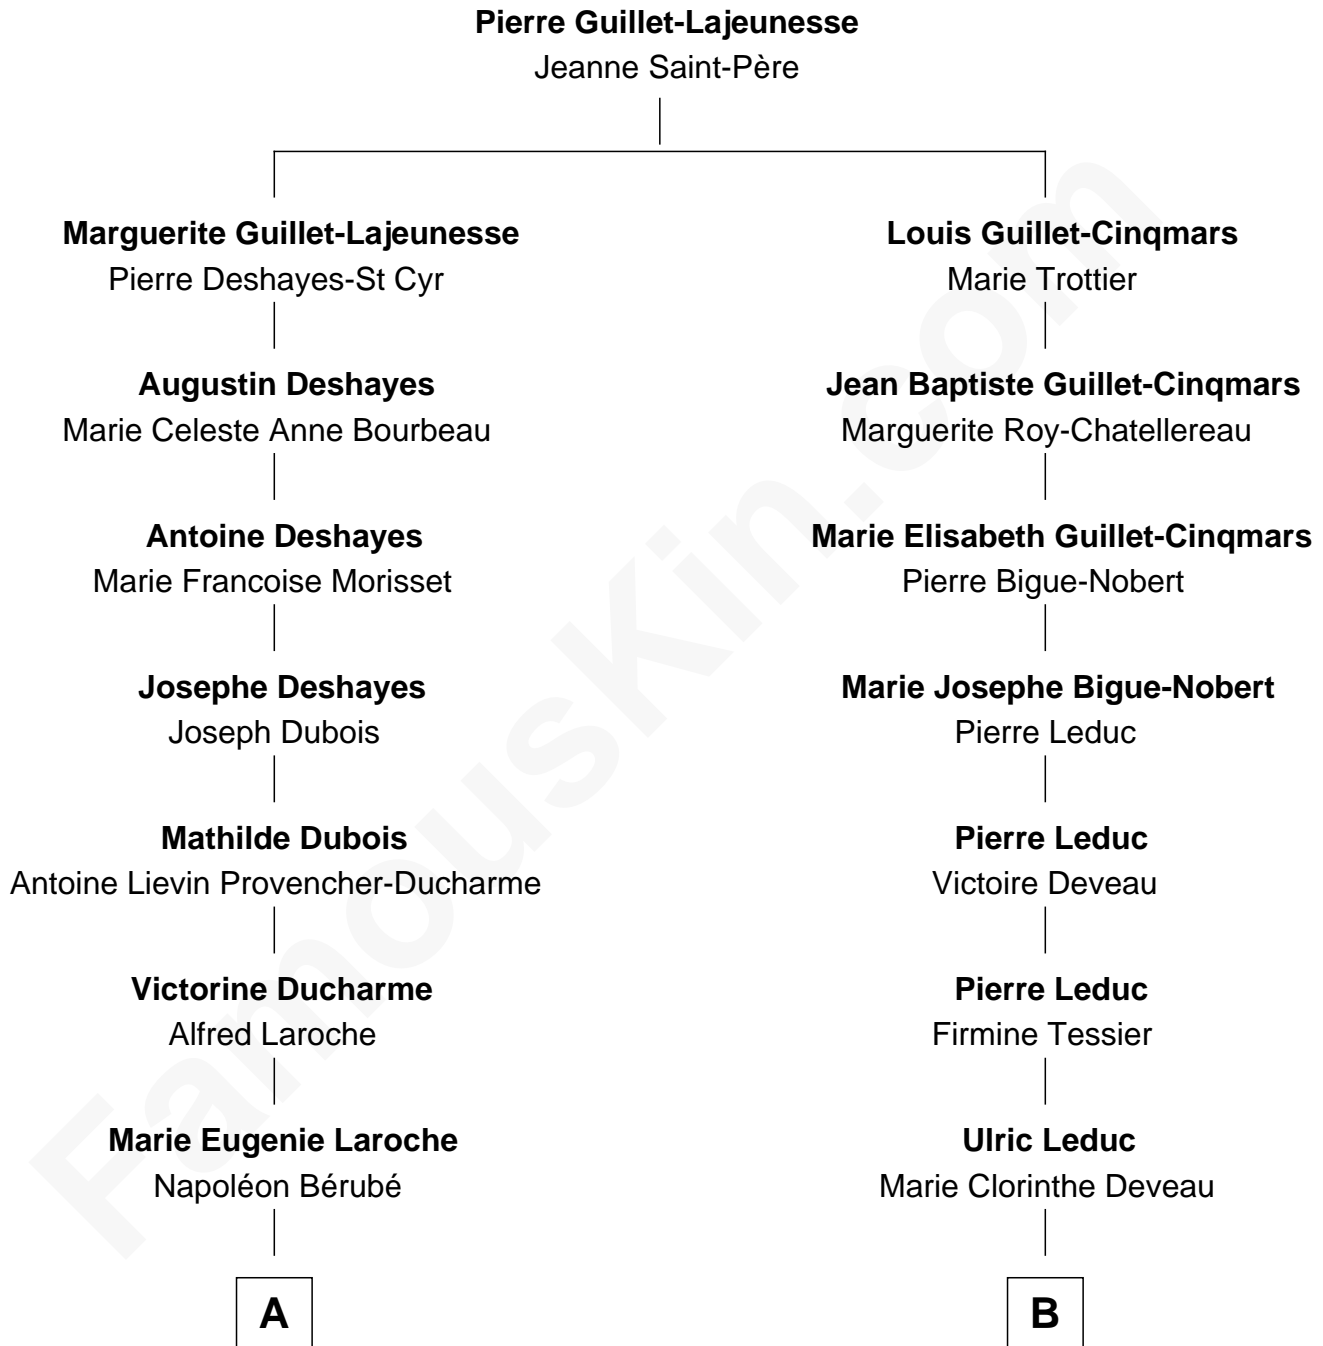 Pierre Guillet-Lajeunesse
Jeanne Saint-Père
Marguerite Guillet-Lajeunesse
Pierre Deshayes-St Cyr
Augustin Deshayes
Marie Celeste Anne Bourbeau
Antoine Deshayes
Marie Francoise Morisset
Josephe Deshayes
Joseph Dubois
Mathilde Dubois
Antoine Lievin Provencher-Ducharme
Victorine Ducharme
Alfred Laroche
Marie Eugenie Laroche
Napoléon Bérubé
A
Louis Guillet-Cinqmars
Marie Trottier
Jean Baptiste Guillet-Cinqmars
Marguerite Roy-Chatellereau
Marie Elisabeth Guillet-Cinqmars
Pierre Bigue-Nobert
Marie Josephe Bigue-Nobert
Pierre Leduc
Pierre Leduc
Victoire Deveau
Pierre Leduc
Firmine Tessier
Ulric Leduc
Marie Clorinthe Deveau
B
FamousKin.com